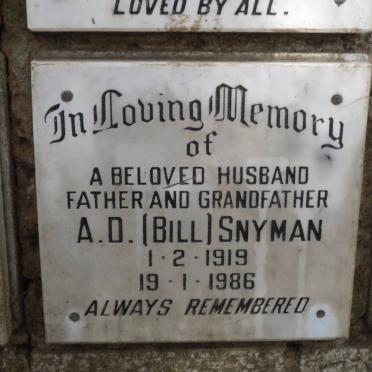 LOVED BY ALL.
In Loving Memory
of
A BELOVED HUSBAND
FATHER AND GRANDFATHER
A.D. (BILL) SNYMAN
1·2·1919
19·1·1986
ALWAYS REMEMBERED